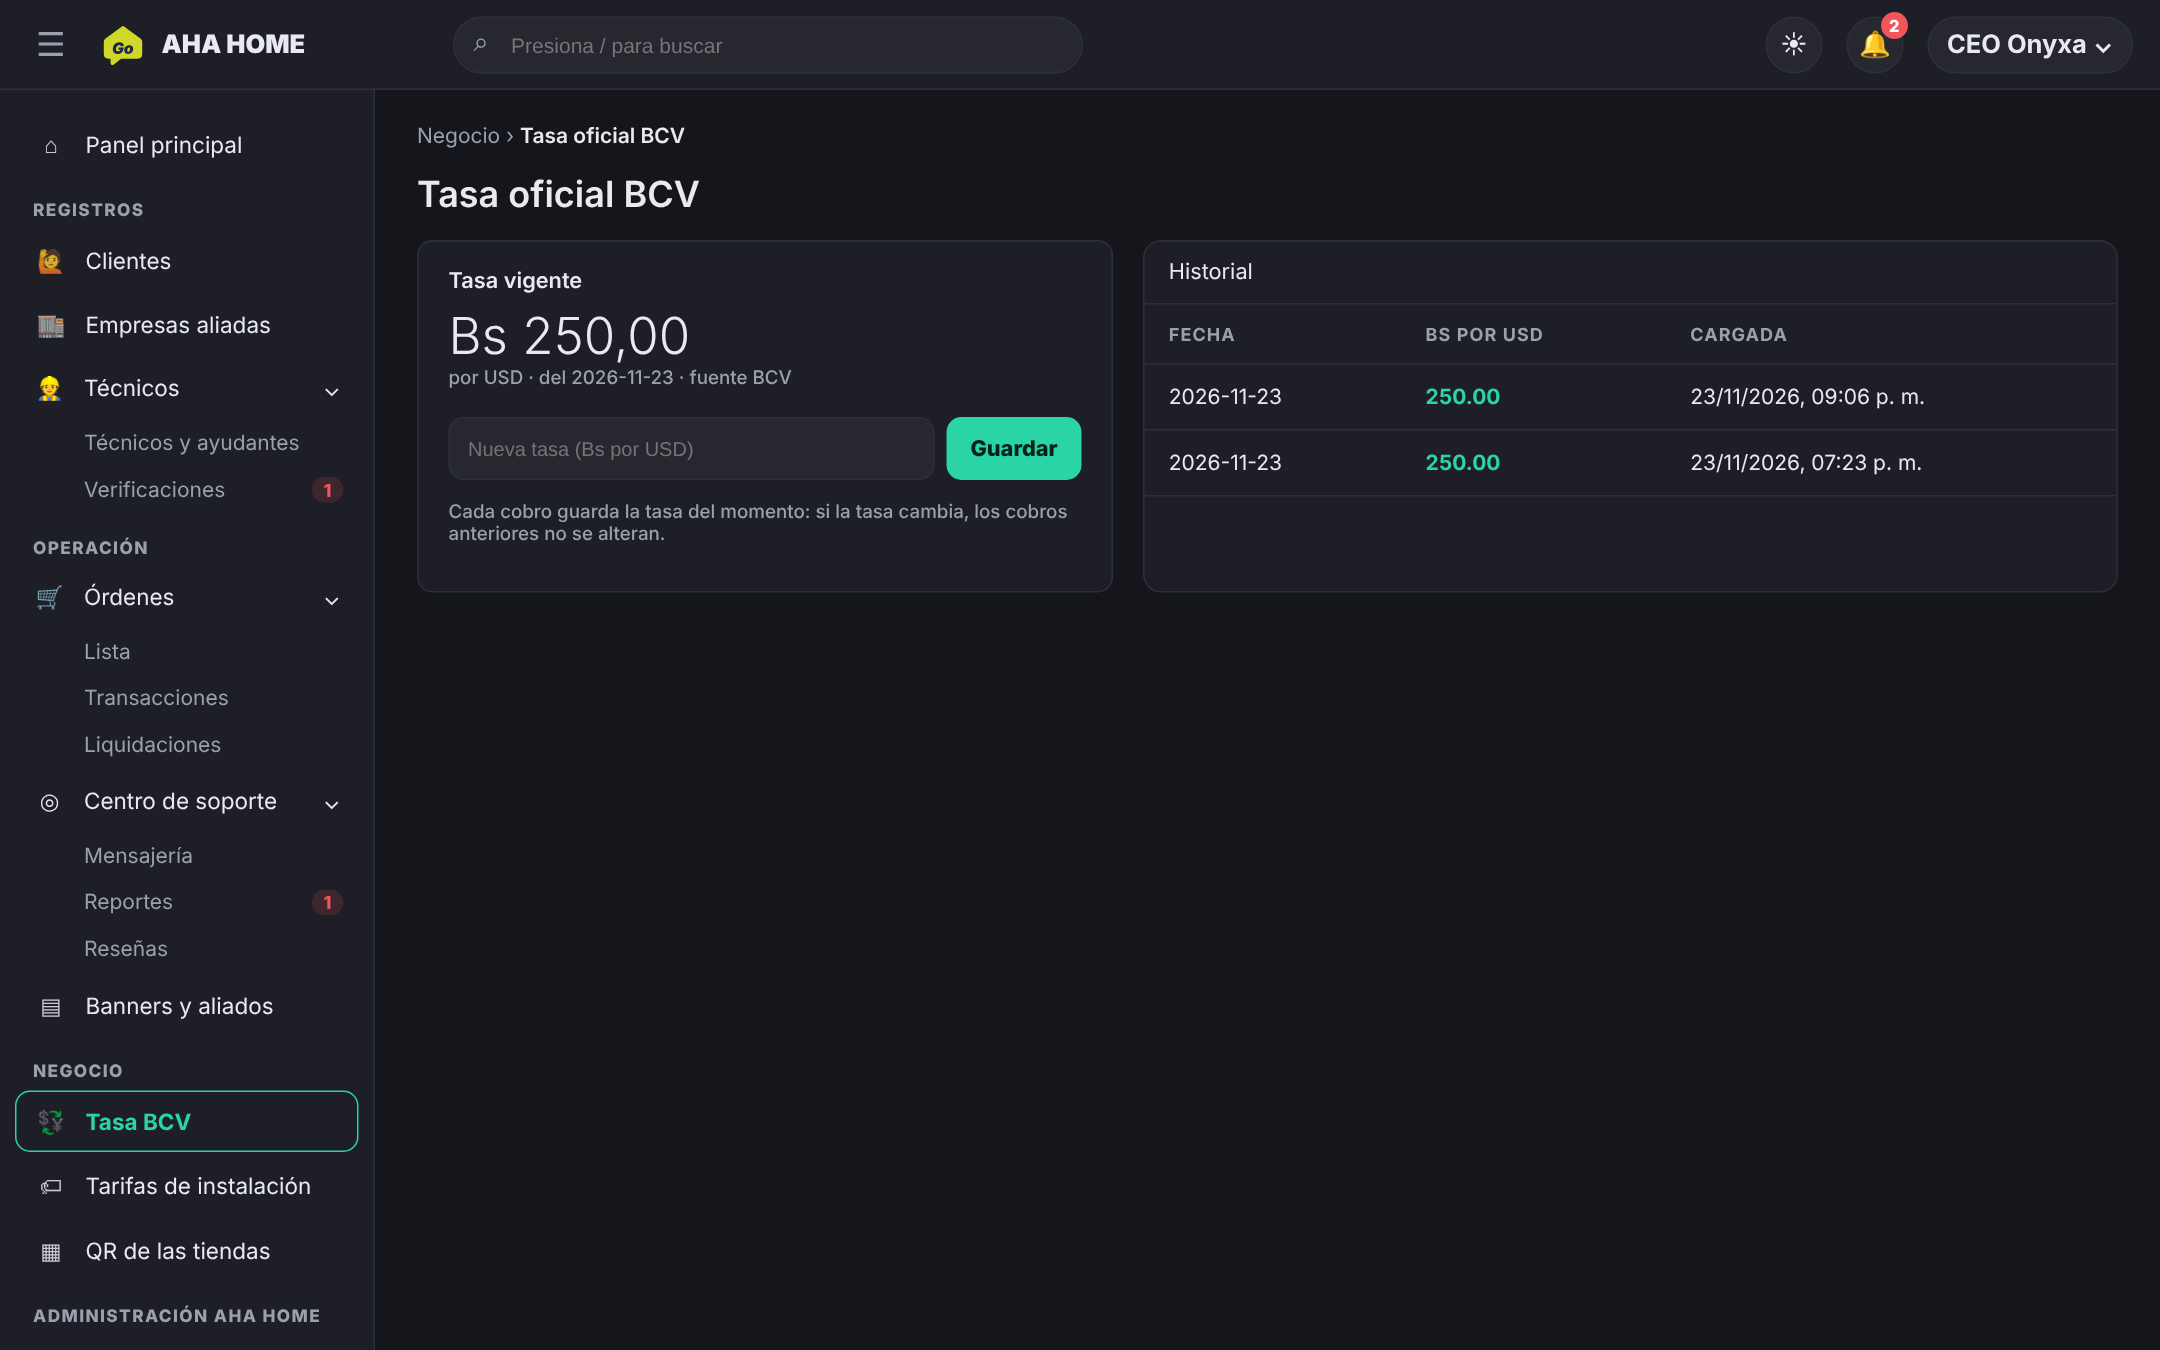 Go AHA HOME
Presiona / para buscar
2
CEO Onyxa
Panel principal
REGISTROS
Clientes
Empresas aliadas
Técnicos
Técnicos y ayudantes
Verificaciones 1
OPERACIÓN
Órdenes
Lista
Transacciones
Liquidaciones
Centro de soporte
Mensajería
Reportes 1
Reseñas
Banners y aliados
NEGOCIO
Tasa BCV
Tarifas de instalación
QR de las tiendas
ADMINISTRACIÓN AHA HOME
Negocio › Tasa oficial BCV
Tasa oficial BCV
Tasa vigente
Bs 250,00
por USD · del 2026-11-23 · fuente BCV
Nueva tasa (Bs por USD)
Guardar
Cada cobro guarda la tasa del momento: si la tasa cambia, los cobros
anteriores no se alteran.
Historial
FECHA BS POR USD CARGADA
2026-11-23 250.00 23/11/2026, 09:06 p. m.
2026-11-23 250.00 23/11/2026, 07:23 p. m.